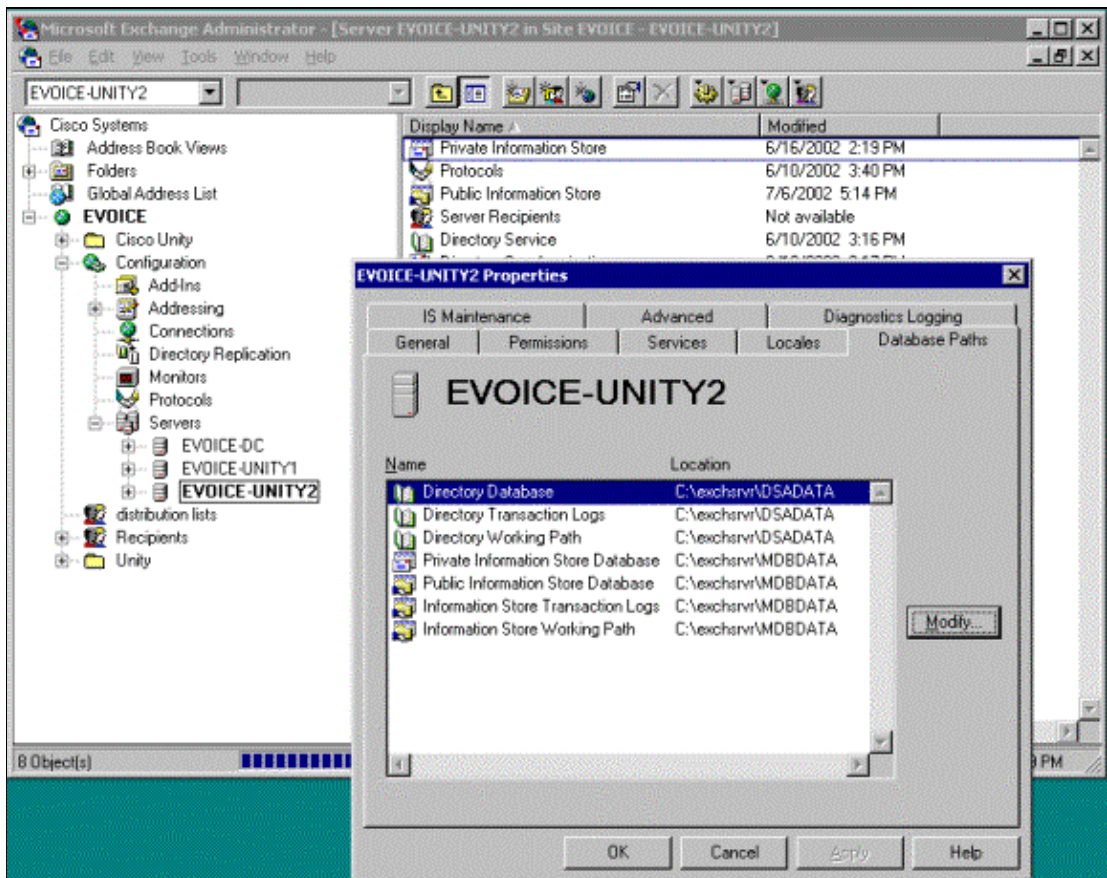 Microsoft Exchange Administrator - [Server EVOICE-UNITY2 in Site EVOICE - EVOICE-UNITY2]
File Edit View Tools Window Help
EVOICE-UNITY2
Cisco Systems
Address Book Views
Folders
Global Address List
EVOICE
Cisco Unity
Configuration
Add-Ins
Addressing
Connections
Directory Replication
Monitors
Protocols
Servers
EVOICE-DC
EVOICE-UNITY1
EVOICE-UNITY2
distribution lists
Recipients
Unity
Display Name Modified
Private Information Store 6/16/2002 2:19 PM
Protocols 6/10/2002 3:40 PM
Public Information Store 7/6/2002 5:14 PM
Server Recipients Not available
Directory Service 6/10/2002 3:16 PM
8 Object(s)
PM
EVOICE-UNITY2 Properties
IS Maintenance Advanced Diagnostics Logging
General Permissions Services Locales Database Paths
EVOICE-UNITY2
Name Location
Directory Database C:\exchsrvr\DSADATA
Directory Transaction Logs C:\exchsrvr\DSADATA
Directory Working Path C:\exchsrvr\DSADATA
Private Information Store Database C:\exchsrvr\MDBDATA
Public Information Store Database C:\exchsrvr\MDBDATA
Information Store Transaction Logs C:\exchsrvr\MDBDATA
Information Store Working Path C:\exchsrvr\MDBDATA
Modify...
OK Cancel Apply Help